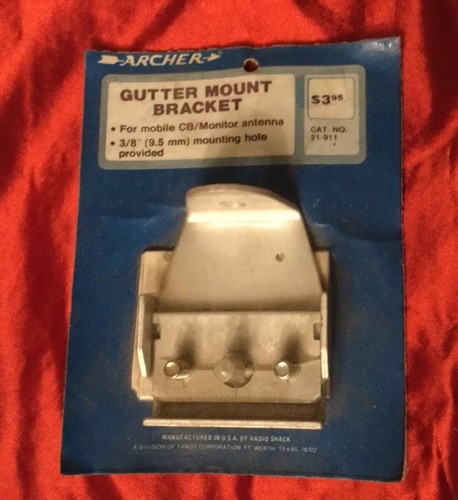 ARCHER
GUTTER MOUNT
BRACKET
• For mobile CB/Monitor antenna
• 3/8" (9.5 mm) mounting hole
provided
$3.95
CAT. NO.
21-911
MANUFACTURED IN U.S.A. BY RADIO SHACK
A DIVISION OF TANDY CORPORATION FT. WORTH, TEXAS 76102